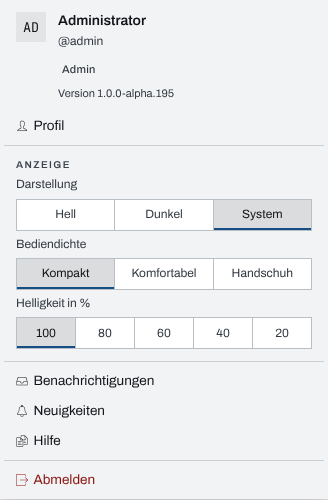 AD
Administrator
@admin
Admin
Version 1.0.0-alpha.195
Profil
ANZEIGE
Darstellung
Hell Dunkel System
Bediendichte
Kompakt Komfortabel Handschuh
Helligkeit in %
100 80 60 40 20
Benachrichtigungen
Neuigkeiten
Hilfe
Abmelden